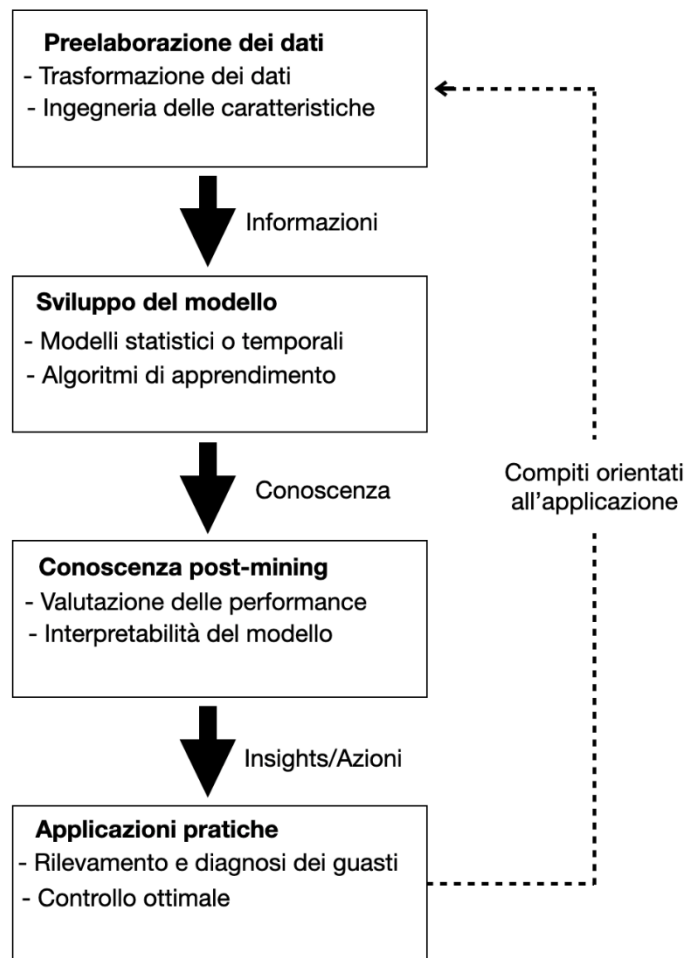 Preelaborazione dei dati
- Trasformazione dei dati
- Ingegneria delle caratteristiche
Informazioni
Sviluppo del modello
- Modelli statistici o temporali
- Algoritmi di apprendimento
Conoscenza
Compiti orientati
all'applicazione
Conoscenza post-mining
- Valutazione delle performance
- Interpretabilità del modello
Insights/Azioni
Applicazioni pratiche
- Rilevamento e diagnosi dei guasti
- Controllo ottimale